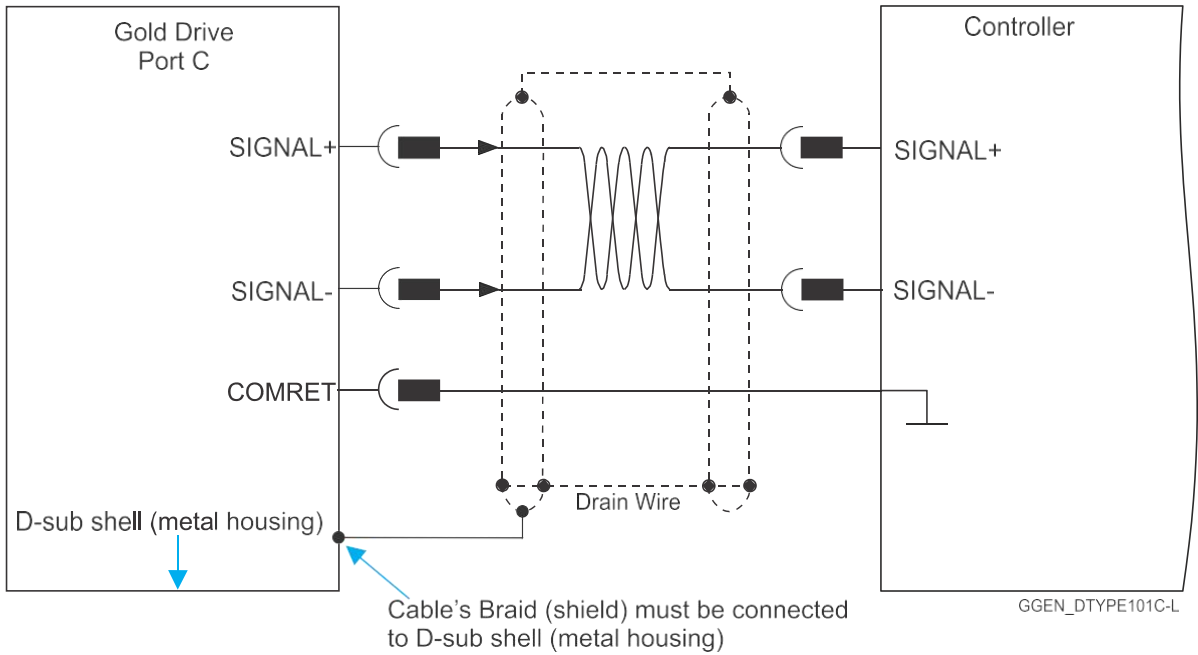 Gold Drive
Port C
Controller
SIGNAL+
SIGNAL+
SIGNAL-
SIGNAL-
COMRET
Drain Wire
D-sub shell (metal housing)
Cable's Braid (shield) must be connected
to D-sub shell (metal housing)
GGEN_DTYPE101C-L